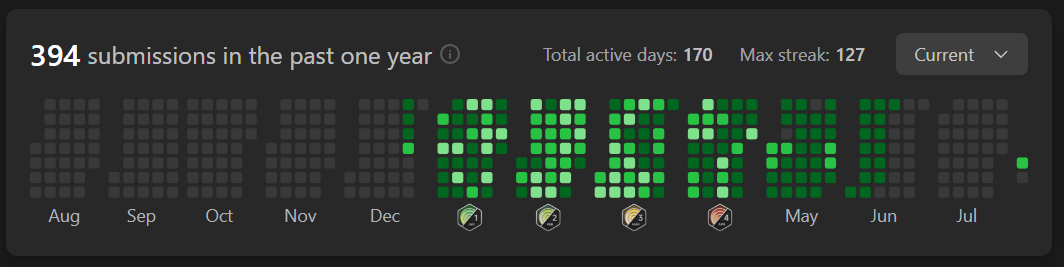 394 submissions in the past one year
Total active days: 170 Max streak: 127 Current
Aug Sep Oct Nov Dec 1 2 3 4 May Jun Jul